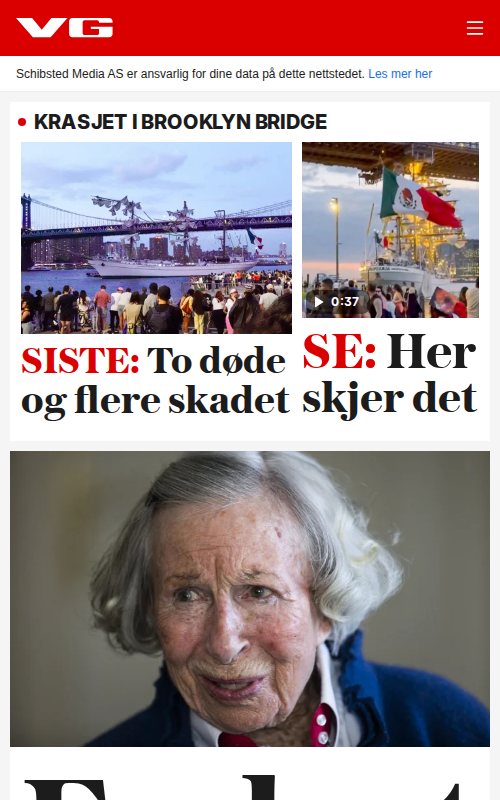 VG
Schibsted Media AS er ansvarlig for dine data på dette nettstedet. Les mer her
KRASJET I BROOKLYN BRIDGE
0:37
SISTE: To døde
og flere skadet
SE: Her
skjer det